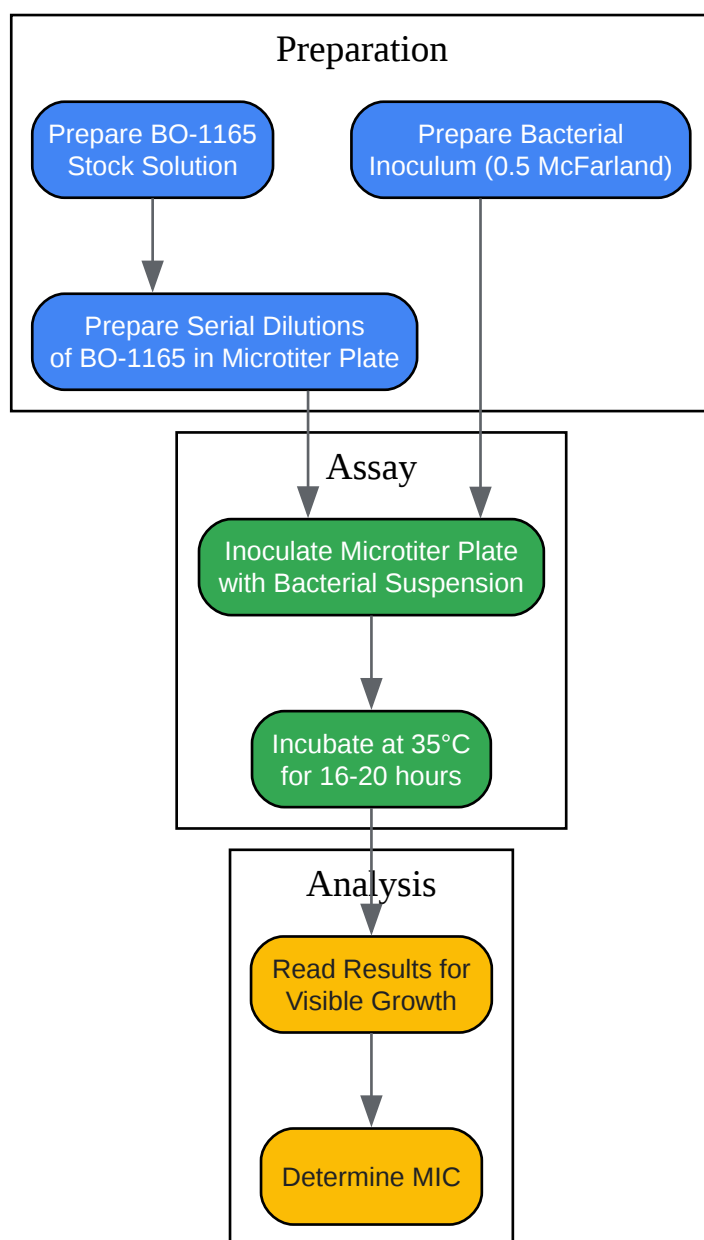 Preparation
Prepare BO-1165
Stock Solution
Prepare Bacterial
Inoculum (0.5 McFarland)
Prepare Serial Dilutions
of BO-1165 in Microtiter Plate
Assay
Inoculate Microtiter Plate
with Bacterial Suspension
Incubate at 35°C
for 16-20 hours
Analysis
Read Results for
Visible Growth
Determine MIC